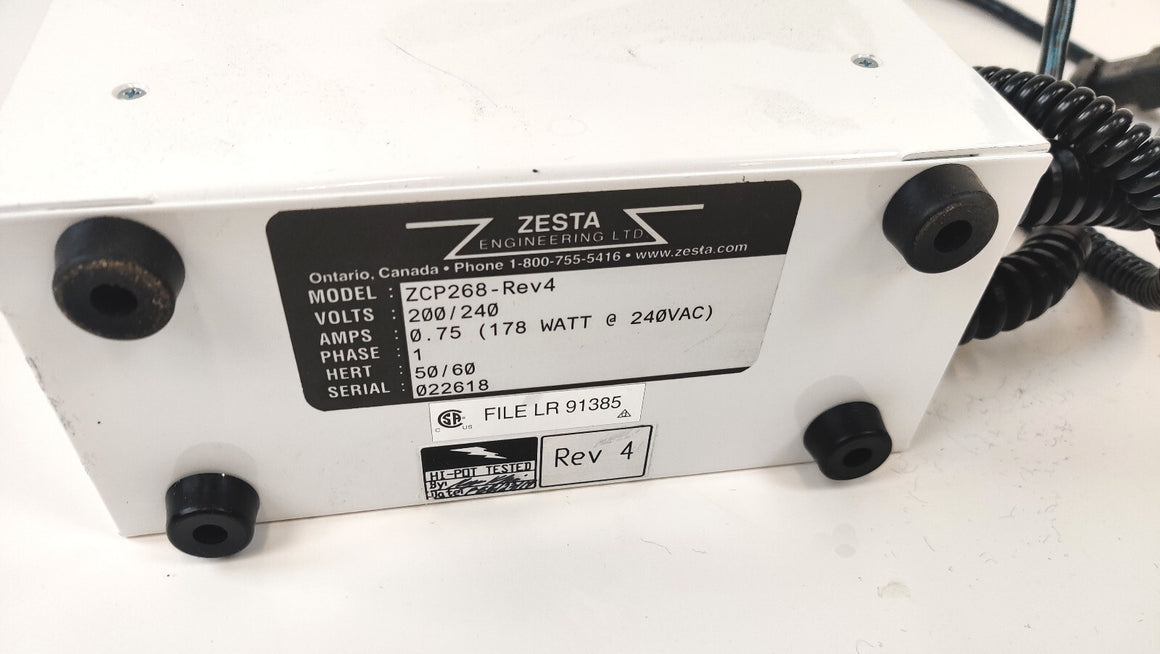 ZESTA
ENGINEERING LTD
Ontario, Canada • Phone 1-800-755-5416 • www.zesta.com
MODEL : ZCP268-Rev4
VOLTS : 200/240
AMPS : 0.75 (178 WATT @ 240VAC)
PHASE : 1
HERT : 50/60
SERIAL : 022618
C CSA US FILE LR 91385
HI-POT TESTED
By:
Date:
Rev 4